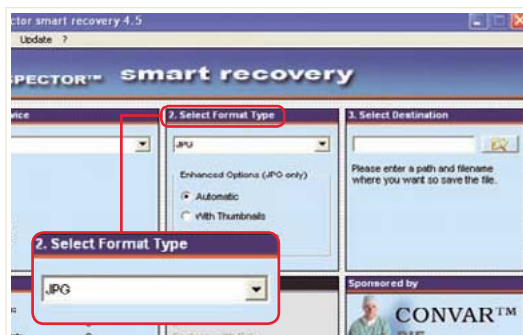 ctor smart recovery 4.5
Update ?
SPECTOR™ smart recovery
vice
2. Select Format Type
3. Select Destination
JPG
Enhanced Options (JPG only)
Automatic
With Thumbnails
Please enter a path and filename
where you want so save the file.
2. Select Format Type
JPG
Sponsored by
CONVAR™